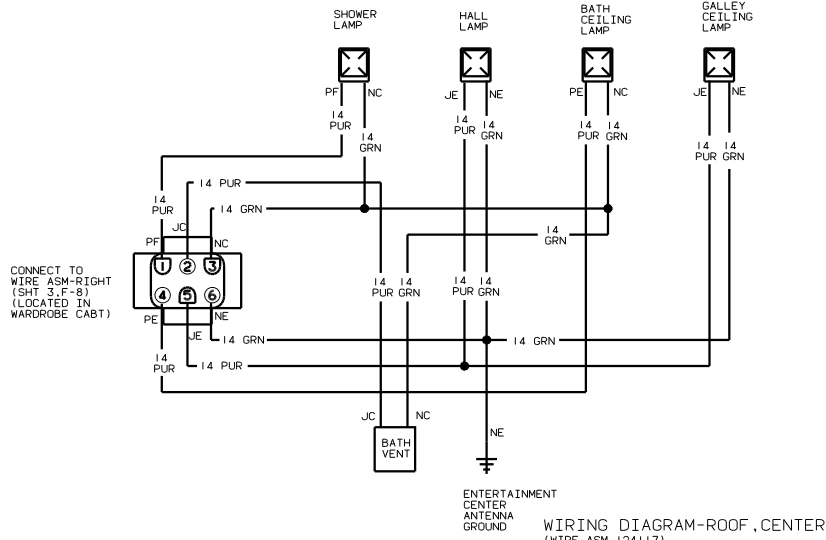 SHOWER
LAMP
HALL
LAMP
BATH
CEILING
LAMP
GALLEY
CEILING
LAMP
PF
NC
JE
NE
PE
NC
JE
NE
14
PUR
14
GRN
14
PUR
14
GRN
14
PUR
14
GRN
14
PUR
14
GRN
14 PUR
14
PUR
14 GRN
JC
PF
NC
14
GRN
1
2
3
4
5
6
CONNECT TO
WIRE ASM-RIGHT
(SHT 3,F-8)
(LOCATED IN
WARDROBE CABT)
14
PUR
14
GRN
14
PUR
14
GRN
PE
NE
JE
14 GRN
14 GRN
14
PUR
14 PUR
JC
NC
BATH
VENT
NE
ENTERTAINMENT
CENTER
ANTENNA
GROUND
WIRING DIAGRAM-ROOF,CENTER
(WIRE ASM 124117)